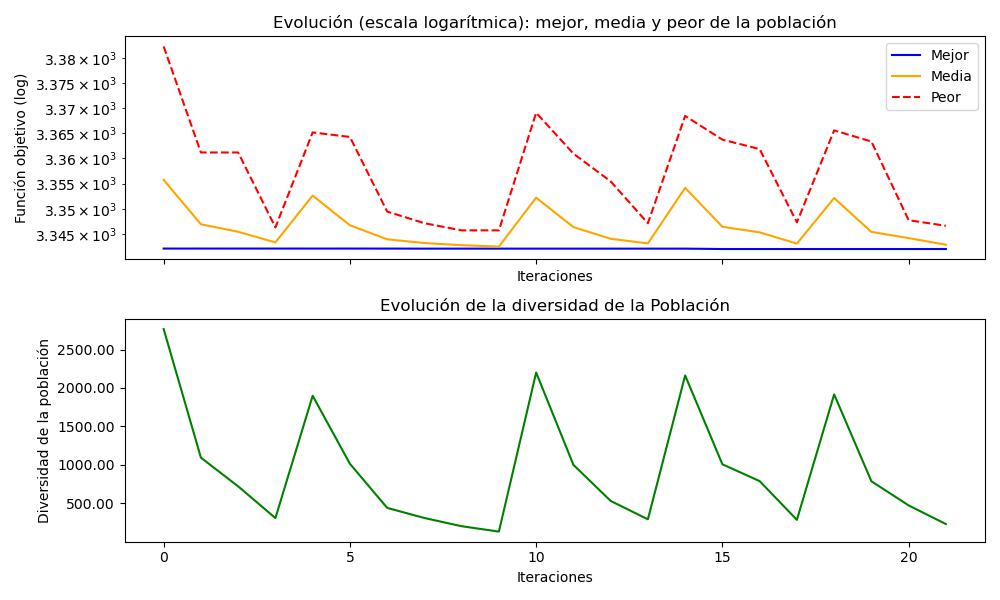 Evolución (escala logarítmica): mejor, media y peor de la población
Función objetivo (log)
3.38 × 10³
3.375 × 10³
3.37 × 10³
3.365 × 10³
3.36 × 10³
3.355 × 10³
3.35 × 10³
3.345 × 10³
Mejor
Media
Peor
Iteraciones
Evolución de la diversidad de la Población
Diversidad de la población
2500.00
2000.00
1500.00
1000.00
500.00
0 5 10 15 20
Iteraciones